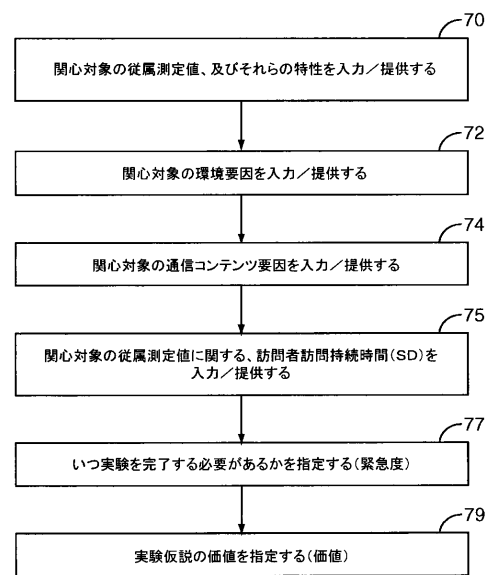 70
関心対象の従属測定値、及びそれらの特性を入力／提供する
72
関心対象の環境要因を入力／提供する
74
関心対象の通信コンテンツ要因を入力／提供する
75
関心対象の従属測定値に関する、訪問者訪問持続時間(SD)を
入力／提供する
77
いつ実験を完了する必要があるかを指定する(緊急度)
79
実験仮説の価値を指定する(価値)